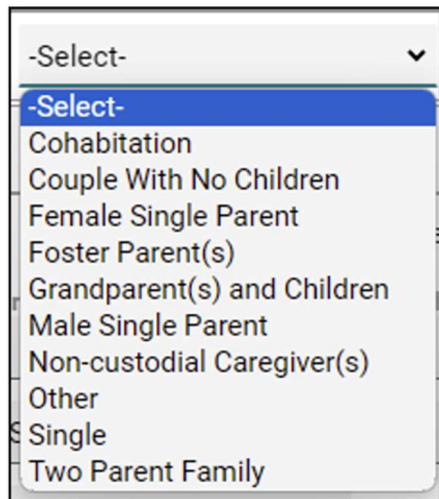 -Select-
-Select-
Cohabitation
Couple With No Children
Female Single Parent
Foster Parent(s)
Grandparent(s) and Children
Male Single Parent
Non-custodial Caregiver(s)
Other
Single
Two Parent Family